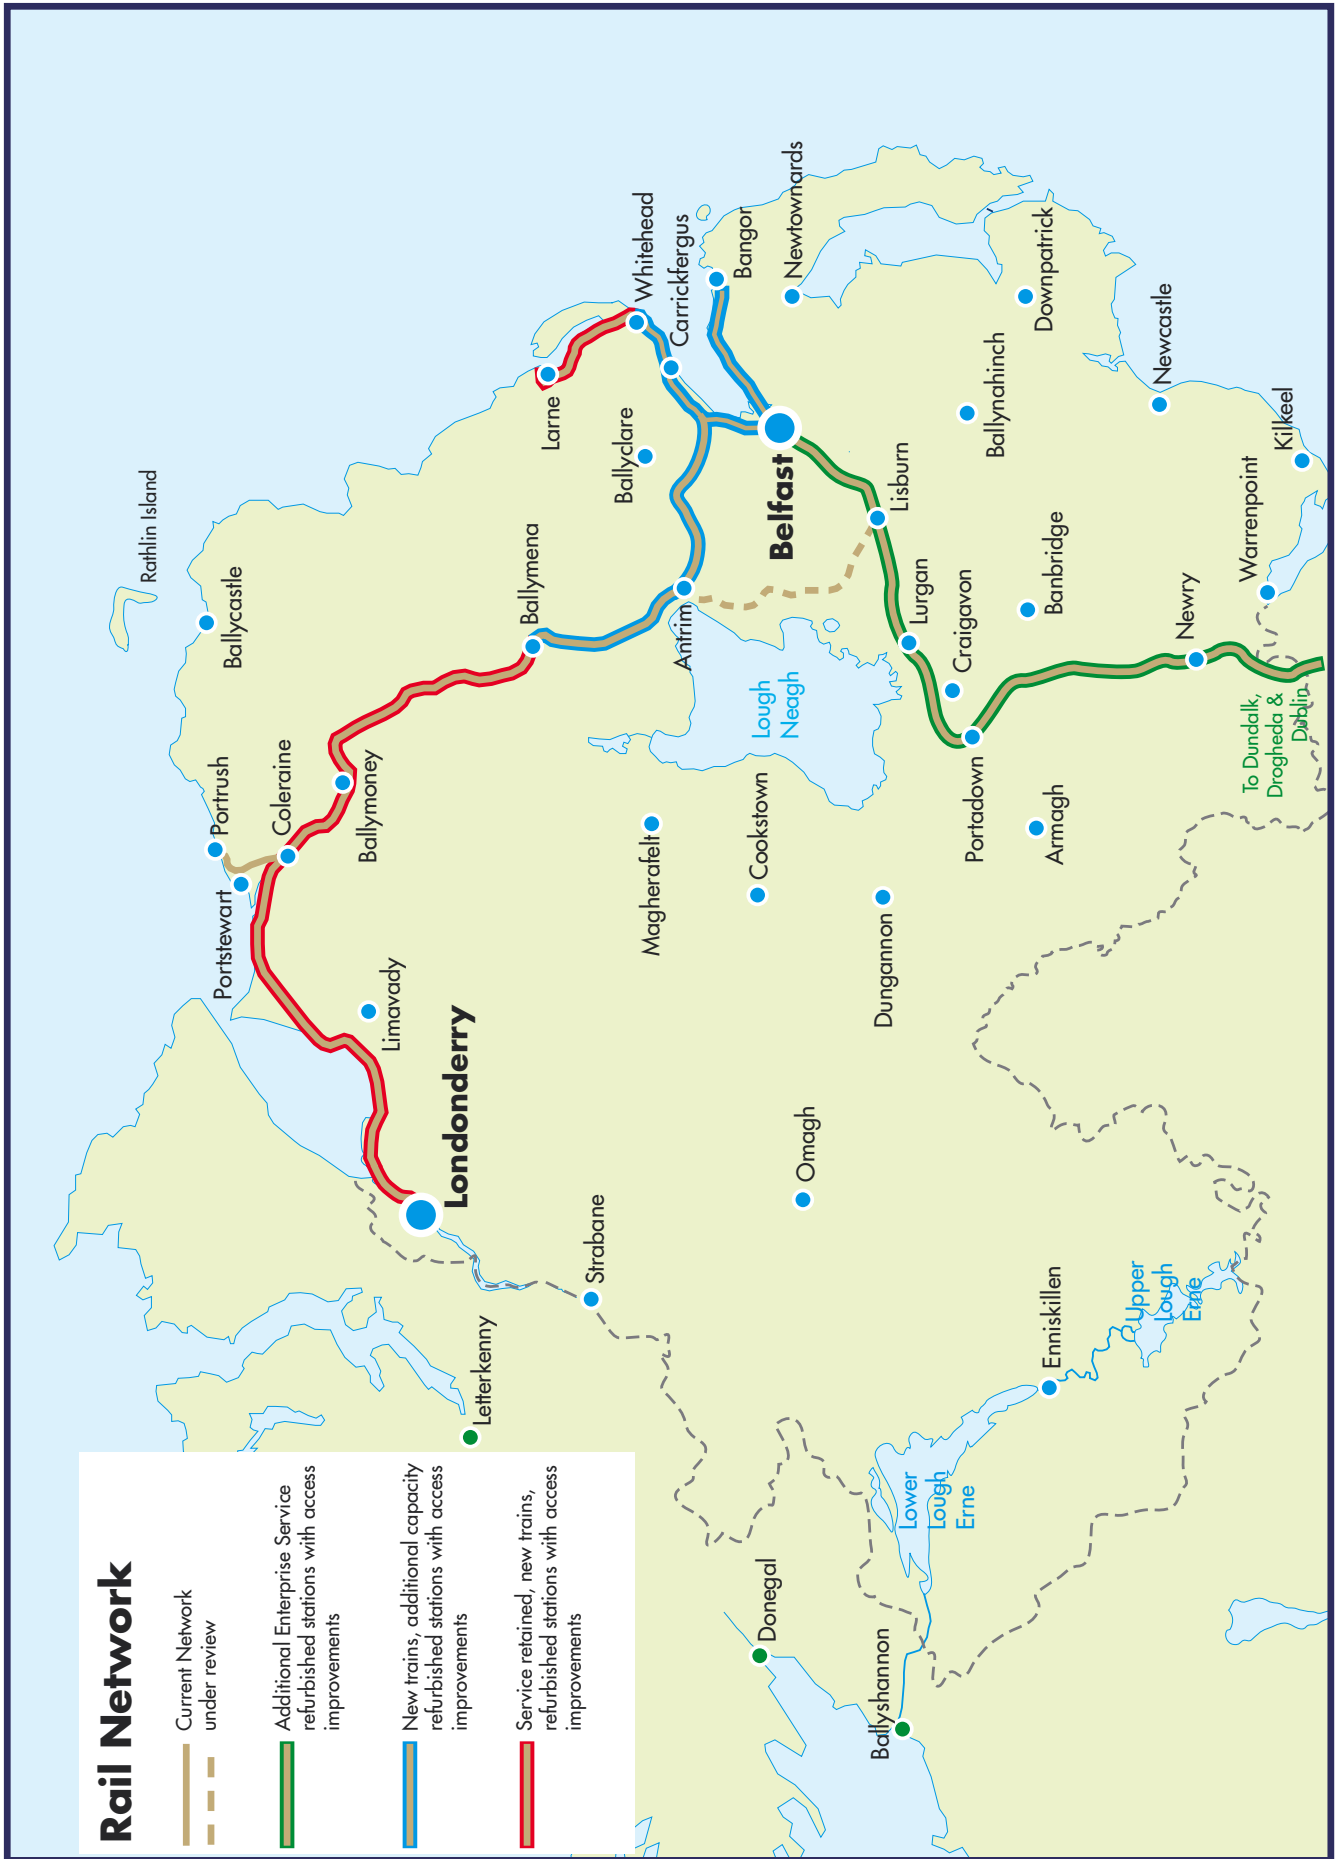 Rail Network
Current Network
under review
Additional Enterprise Service
refurbished stations with access
improvements
New trains, additional capacity
refurbished stations with access
improvements
Service retained, new trains,
refurbished stations with access
improvements
Rathlin Island
Ballycastle
Portrush
Portstewart
Coleraine
Ballymoney
Limavady
Londonderry
Letterkenny
Strabane
Ballymena
Larne
Whitehead
Carrickfergus
Ballyclare
Bangor
Newtownards
Antrim
Belfast
Magherafelt
Cookstown
Lough
Neagh
Omagh
Donegal
Dungannon
Lisburn
Lurgan
Craigavon
Portadown
Ballynahinch
Downpatrick
Banbridge
Armagh
Ballyshannon
Lower
Lough
Erne
Enniskillen
Upper
Lough
Erne
Newcastle
Newry
Warrenpoint
Kilkeel
To Dundalk,
Drogheda &
Dublin